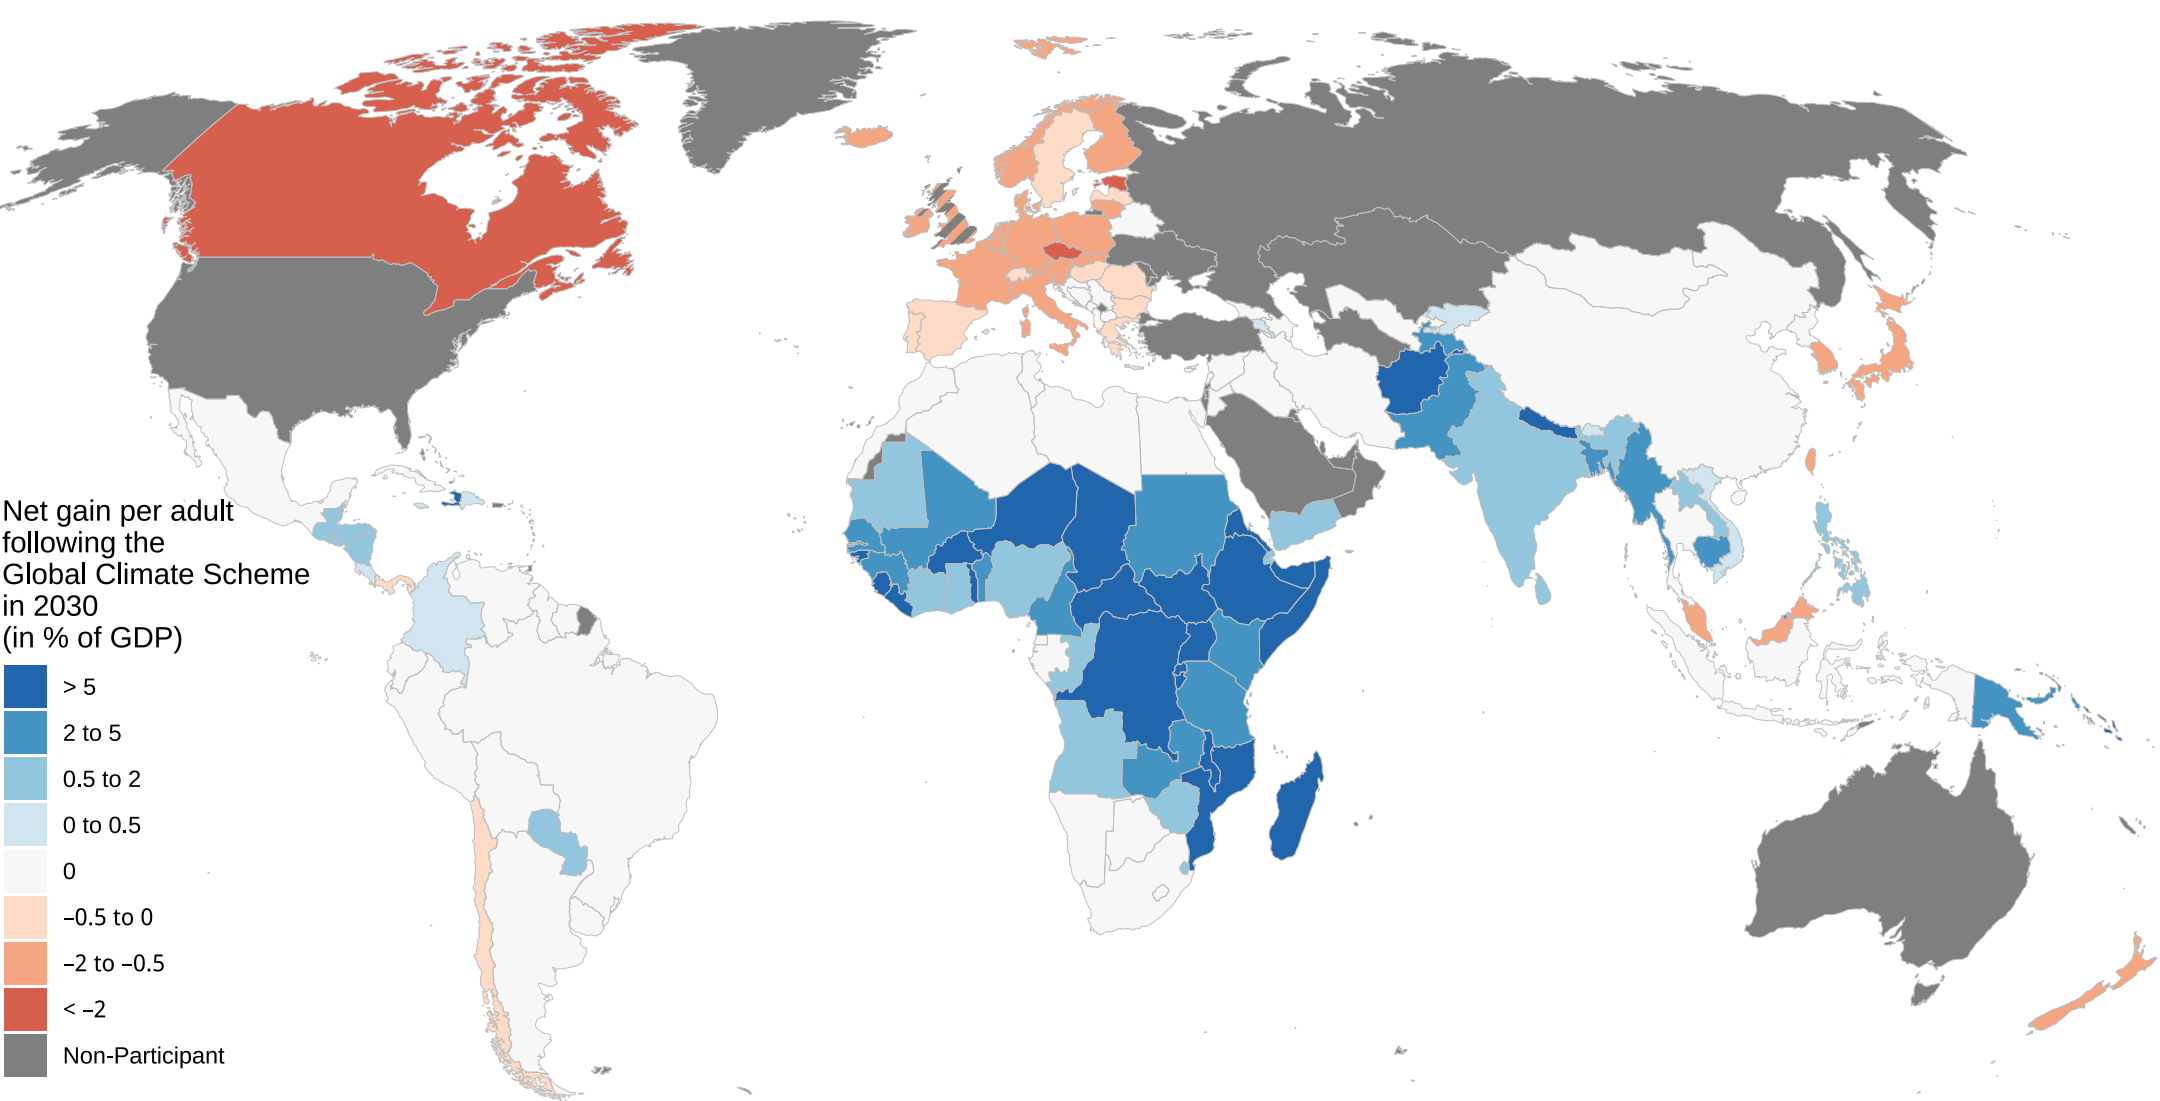 Net gain per adult
following the
Global Climate Scheme
in 2030
(in % of GDP)
> 5
2 to 5
0.5 to 2
0 to 0.5
0
–0.5 to 0
–2 to –0.5
< –2
Non-Participant